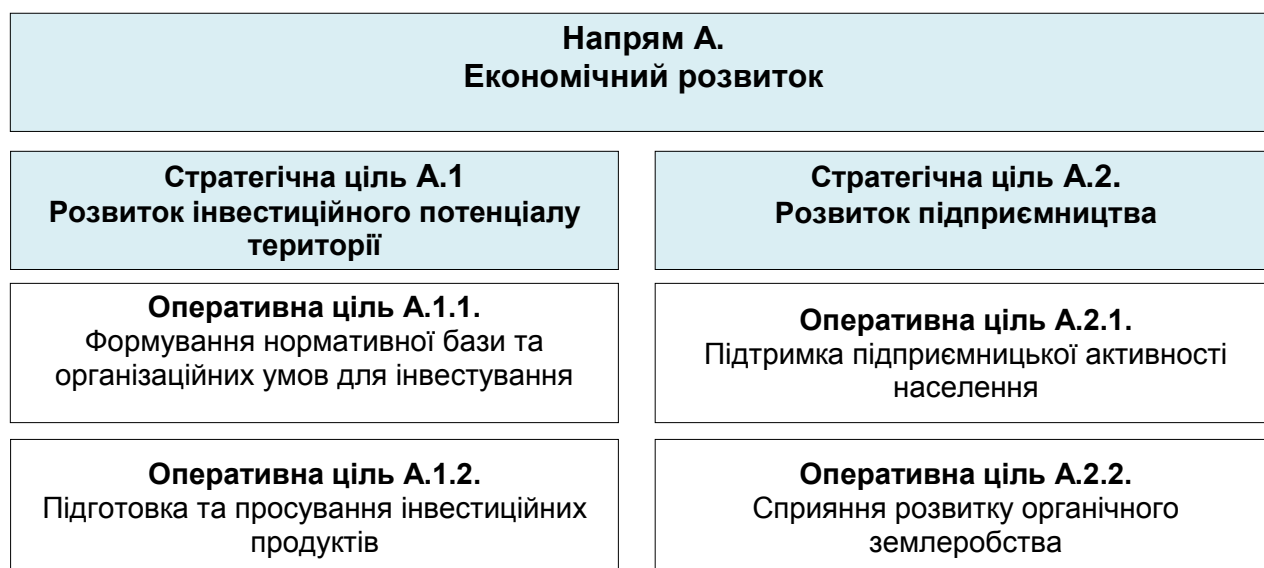 Напрям А.
Економічний розвиток
Стратегічна ціль А.1
Розвиток інвестиційного потенціалу
території
Стратегічна ціль А.2.
Розвиток підприємництва
Оперативна ціль А.1.1.
Формування нормативної бази та
організаційних умов для інвестування
Оперативна ціль А.2.1.
Підтримка підприємницької активності
населення
Оперативна ціль А.1.2.
Підготовка та просування інвестиційних
продуктів
Оперативна ціль А.2.2.
Сприяння розвитку органічного
землеробства